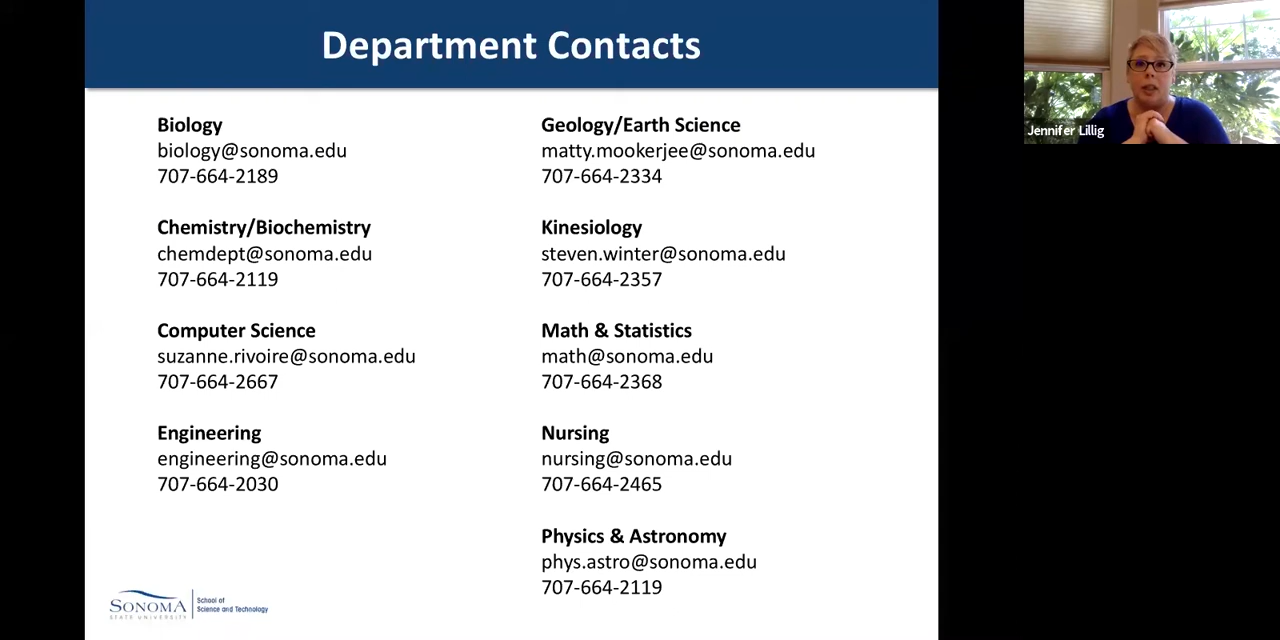 Department Contacts
Biology
biology@sonoma.edu
707-664-2189
Chemistry/Biochemistry
chemdept@sonoma.edu
707-664-2119
Computer Science
suzanne.rivoire@sonoma.edu
707-664-2667
Engineering
engineering@sonoma.edu
707-664-2030
Geology/Earth Science
matty.mookerjee@sonoma.edu
707-664-2334
Kinesiology
steven.winter@sonoma.edu
707-664-2357
Math & Statistics
math@sonoma.edu
707-664-2368
Nursing
nursing@sonoma.edu
707-664-2465
Physics & Astronomy
phys.astro@sonoma.edu
707-664-2119
SONOMA
STATE UNIVERSITY
School of
Science and Technology
Jennifer Lillig